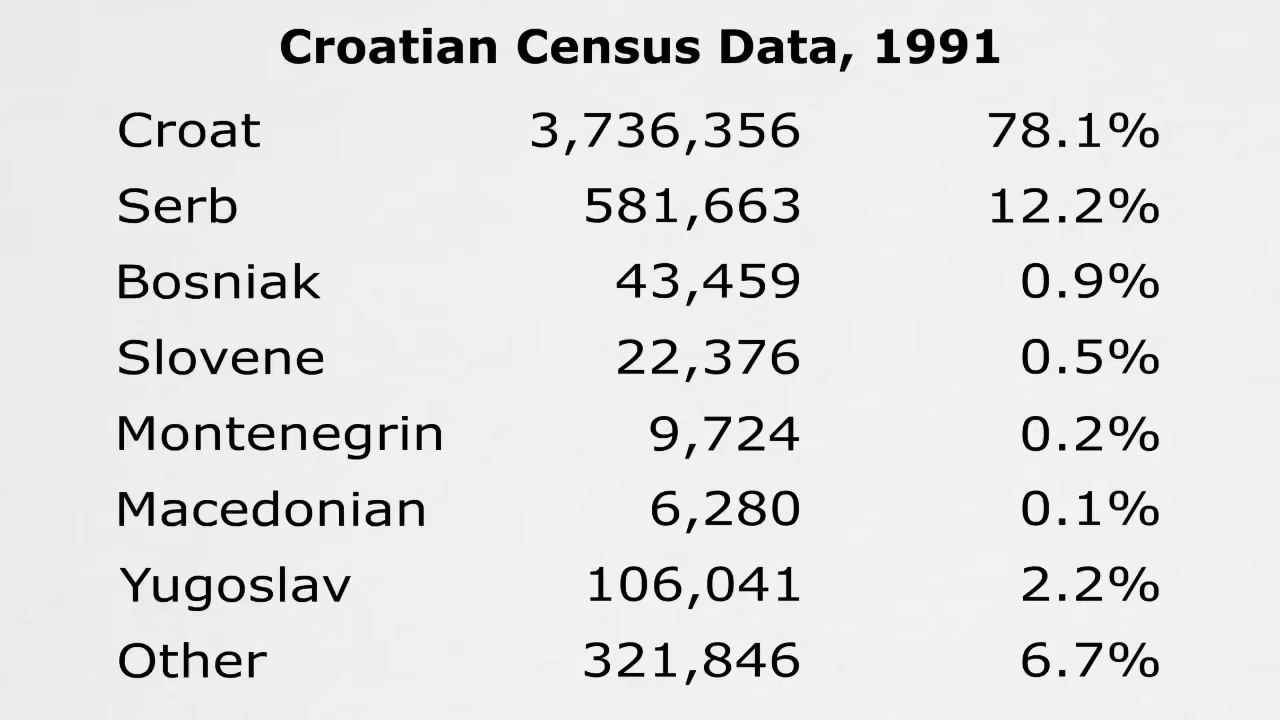 Croatian Census Data, 1991
Croat 3,736,356 78.1%
Serb 581,663 12.2%
Bosniak 43,459 0.9%
Slovene 22,376 0.5%
Montenegrin 9,724 0.2%
Macedonian 6,280 0.1%
Yugoslav 106,041 2.2%
Other 321,846 6.7%